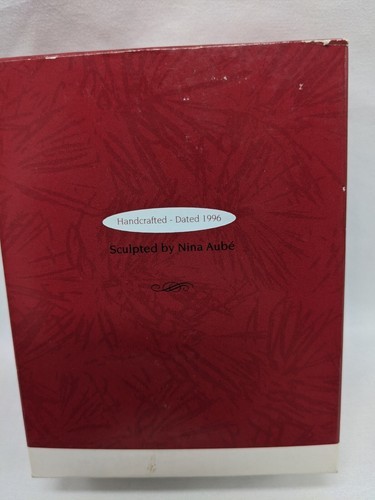 Handcrafted - Dated 1996
Sculpted by Nina Aubé